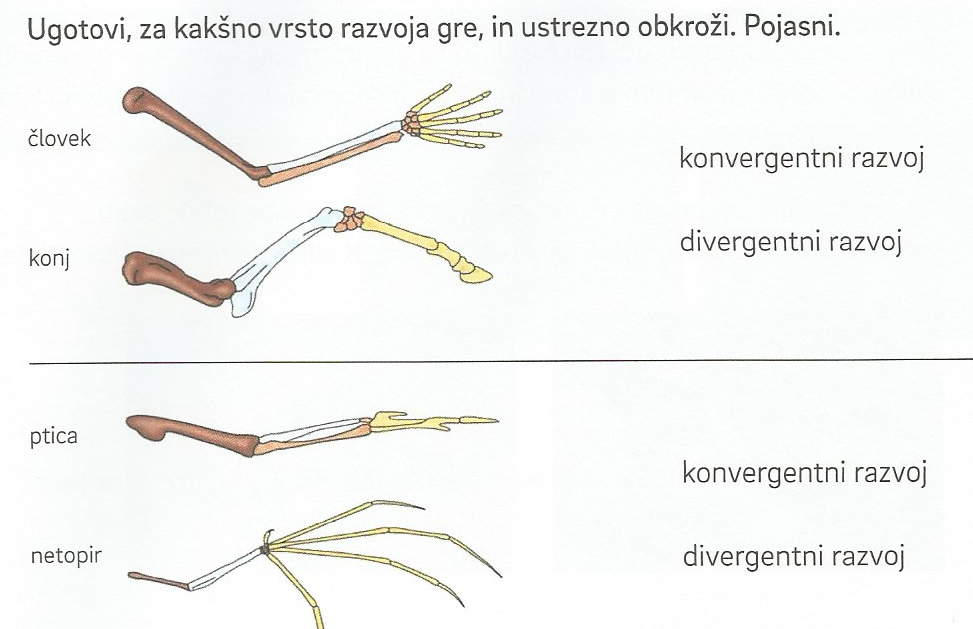 Ugotovi, za kakšno vrsto razvoja gre, in ustrezno obkroži. Pojasni.
človek
konvergentni razvoj
divergentni razvoj
konj
ptica
konvergentni razvoj
netopir
divergentni razvoj